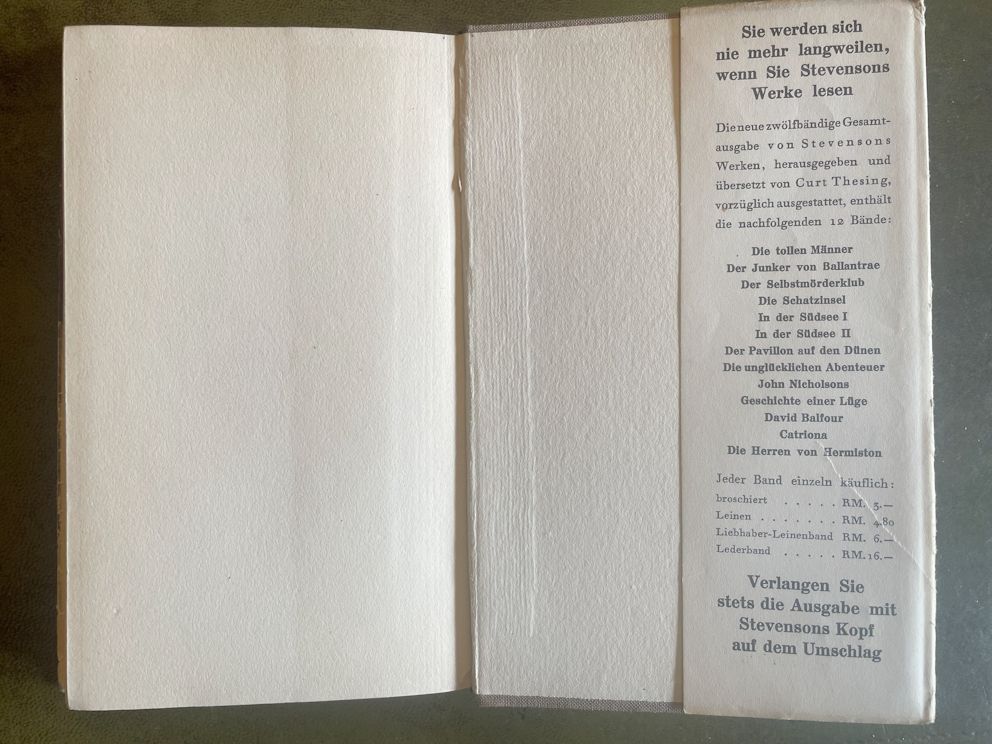 Sie werden sich
nie mehr langweilen,
wenn Sie Stevensons
Werke lesen
Die neue zwölfbändige Gesamt-
ausgabe von Stevensons
Werken, herausgegeben und
übersetzt von Curt Thesing,
vorzüglich ausgestattet, enthält
die nachfolgenden 12 Bände:
Die tollen Männer
Der Junker von Ballantrae
Der Selbstmörderklub
Die Schatzinsel
In der Südsee I
In der Südsee II
Der Pavillon auf den Dünen
Die unglücklichen Abenteuer
John Nicholsons
Geschichte einer Lüge
David Balfour
Catriona
Die Herren von Hermiston
Jeder Band einzeln käuflich:
broschiert . . . . . RM. 3.—
Leinen . . . . . . . RM. 4.80
Liebhaber-Leinenband RM. 6.—
Lederband . . . . . RM. 16.—
Verlangen Sie
stets die Ausgabe mit
Stevensons Kopf
auf dem Umschlag